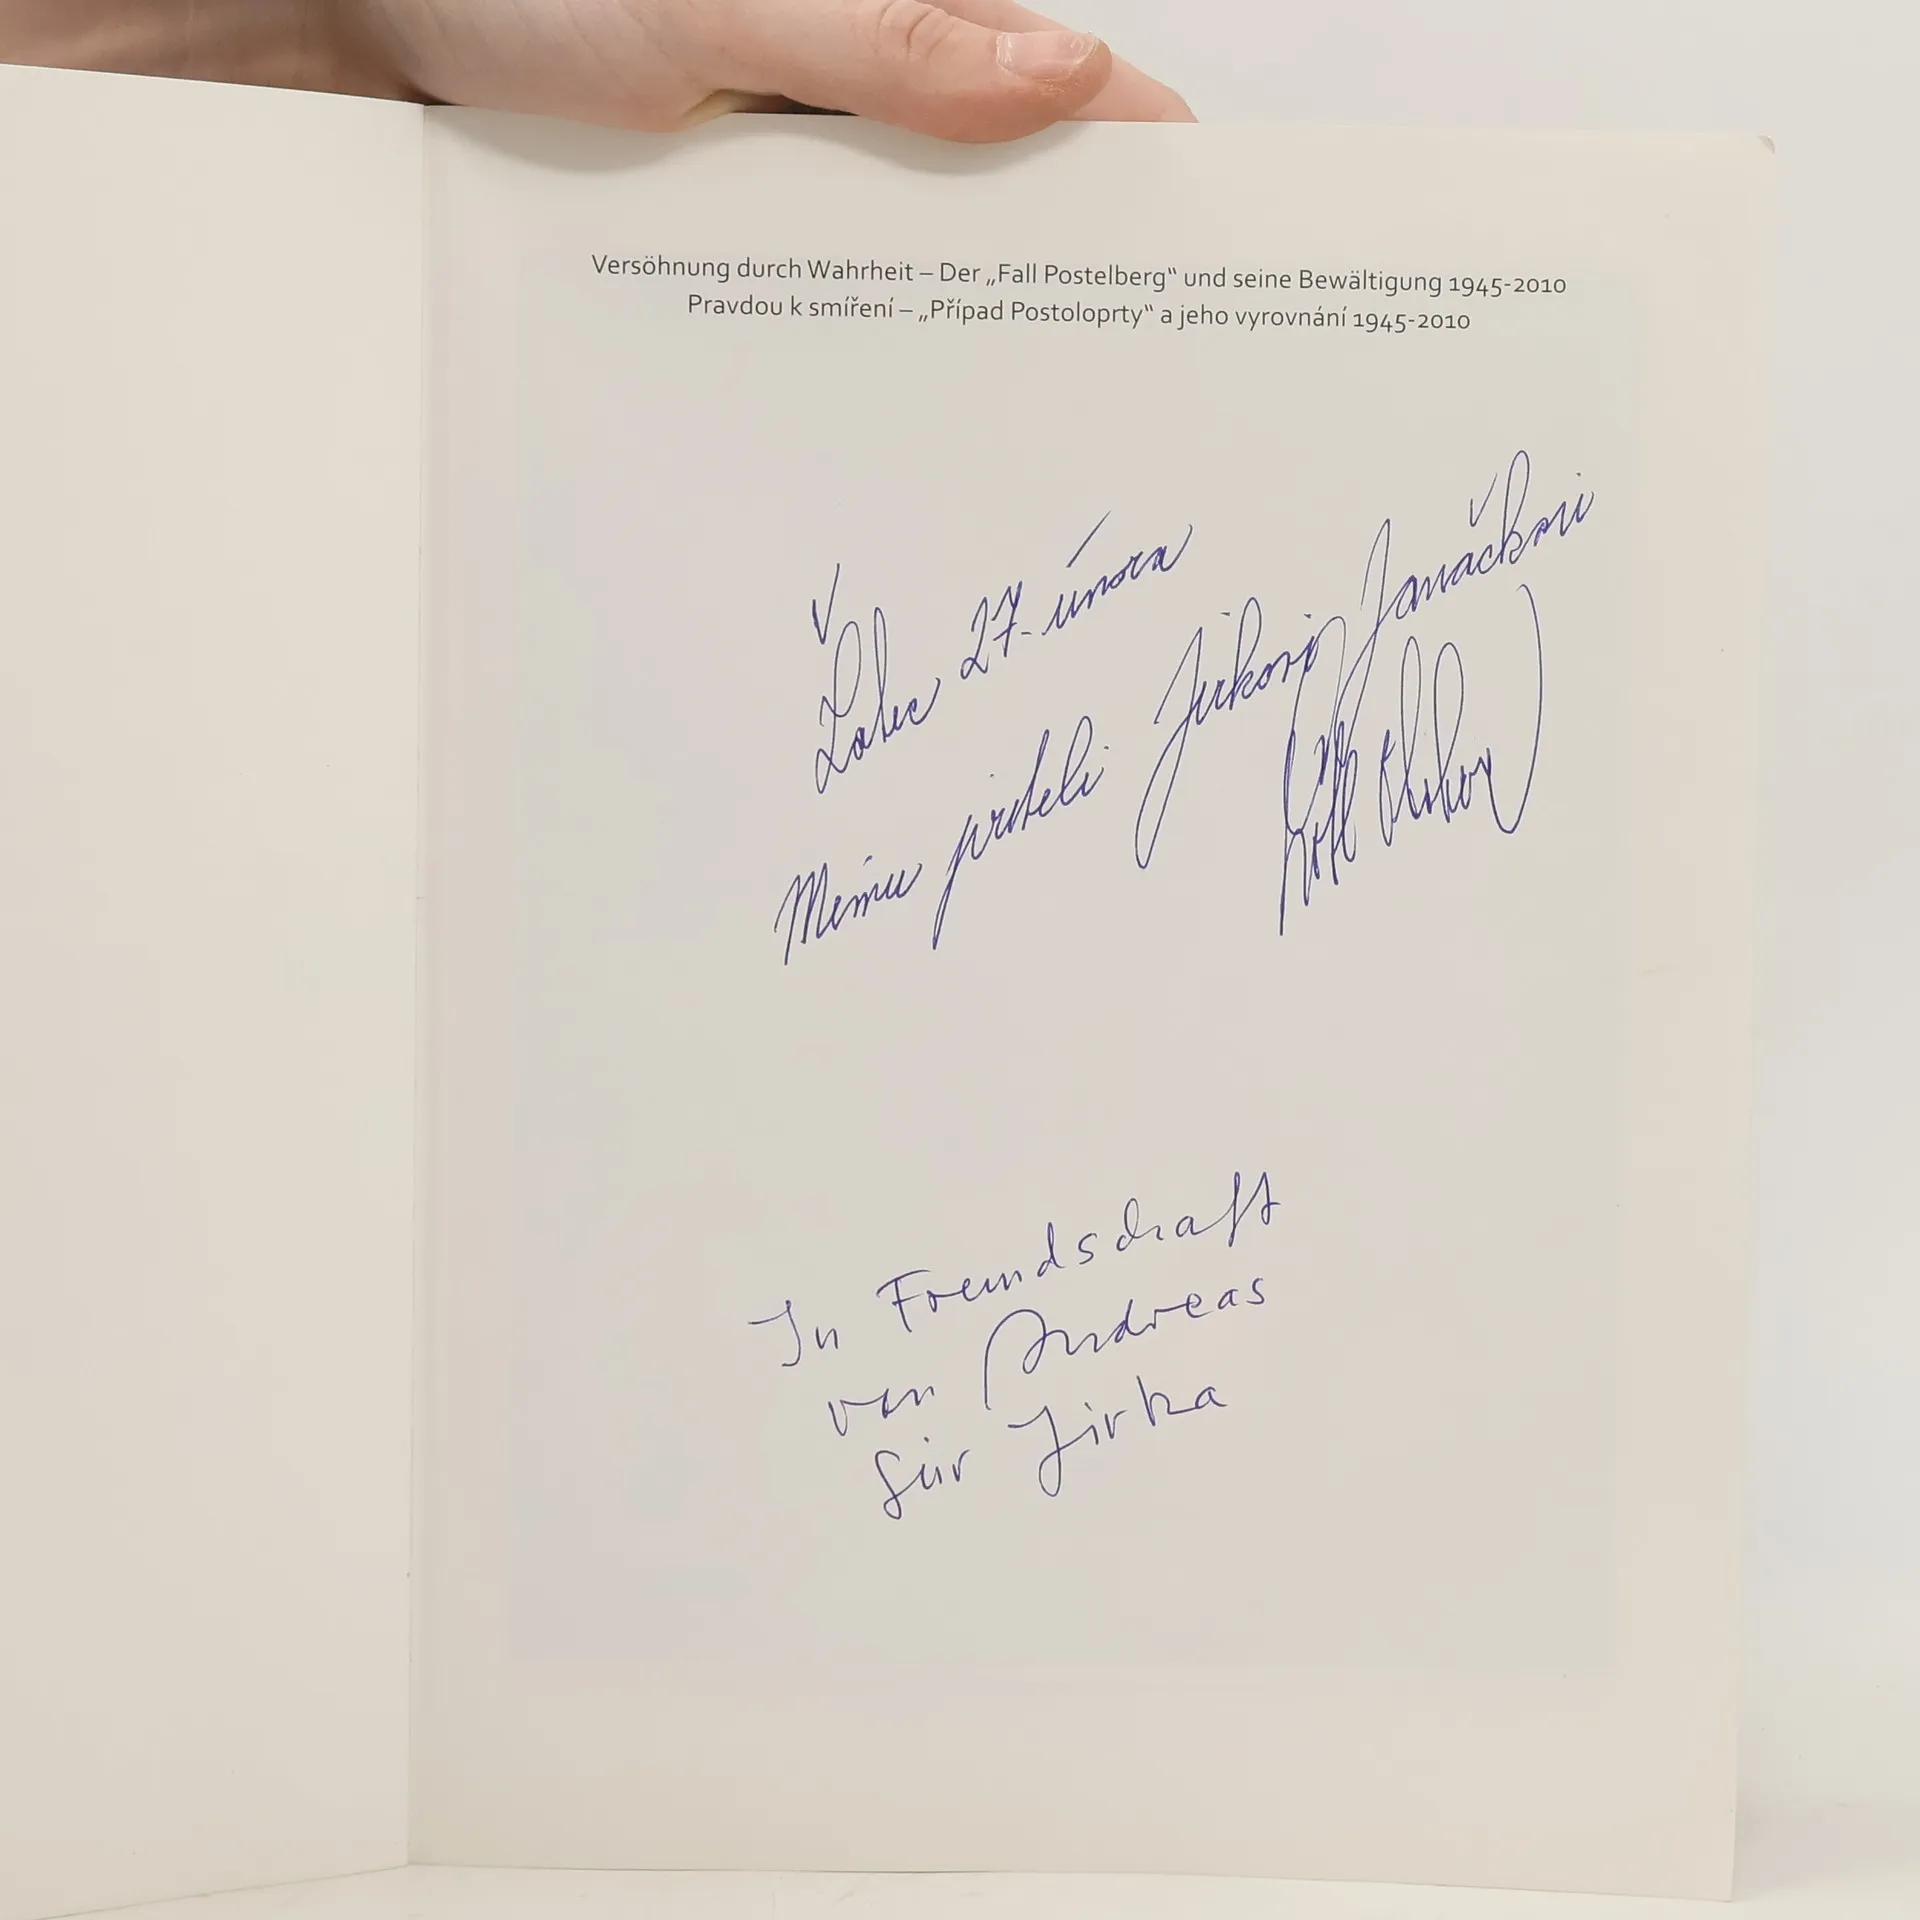 Versöhnung durch Wahrheit – Der „Fall Postelberg“ und seine Bewältigung 1945-2010
Pravdou k smíření – „Případ Postoloprty“ a jeho vyrovnání 1945-2010
Žatec 27. února
Mému příteli Jirkovi Janáčkovi
In Freundschaft
von Andreas
für Jirka